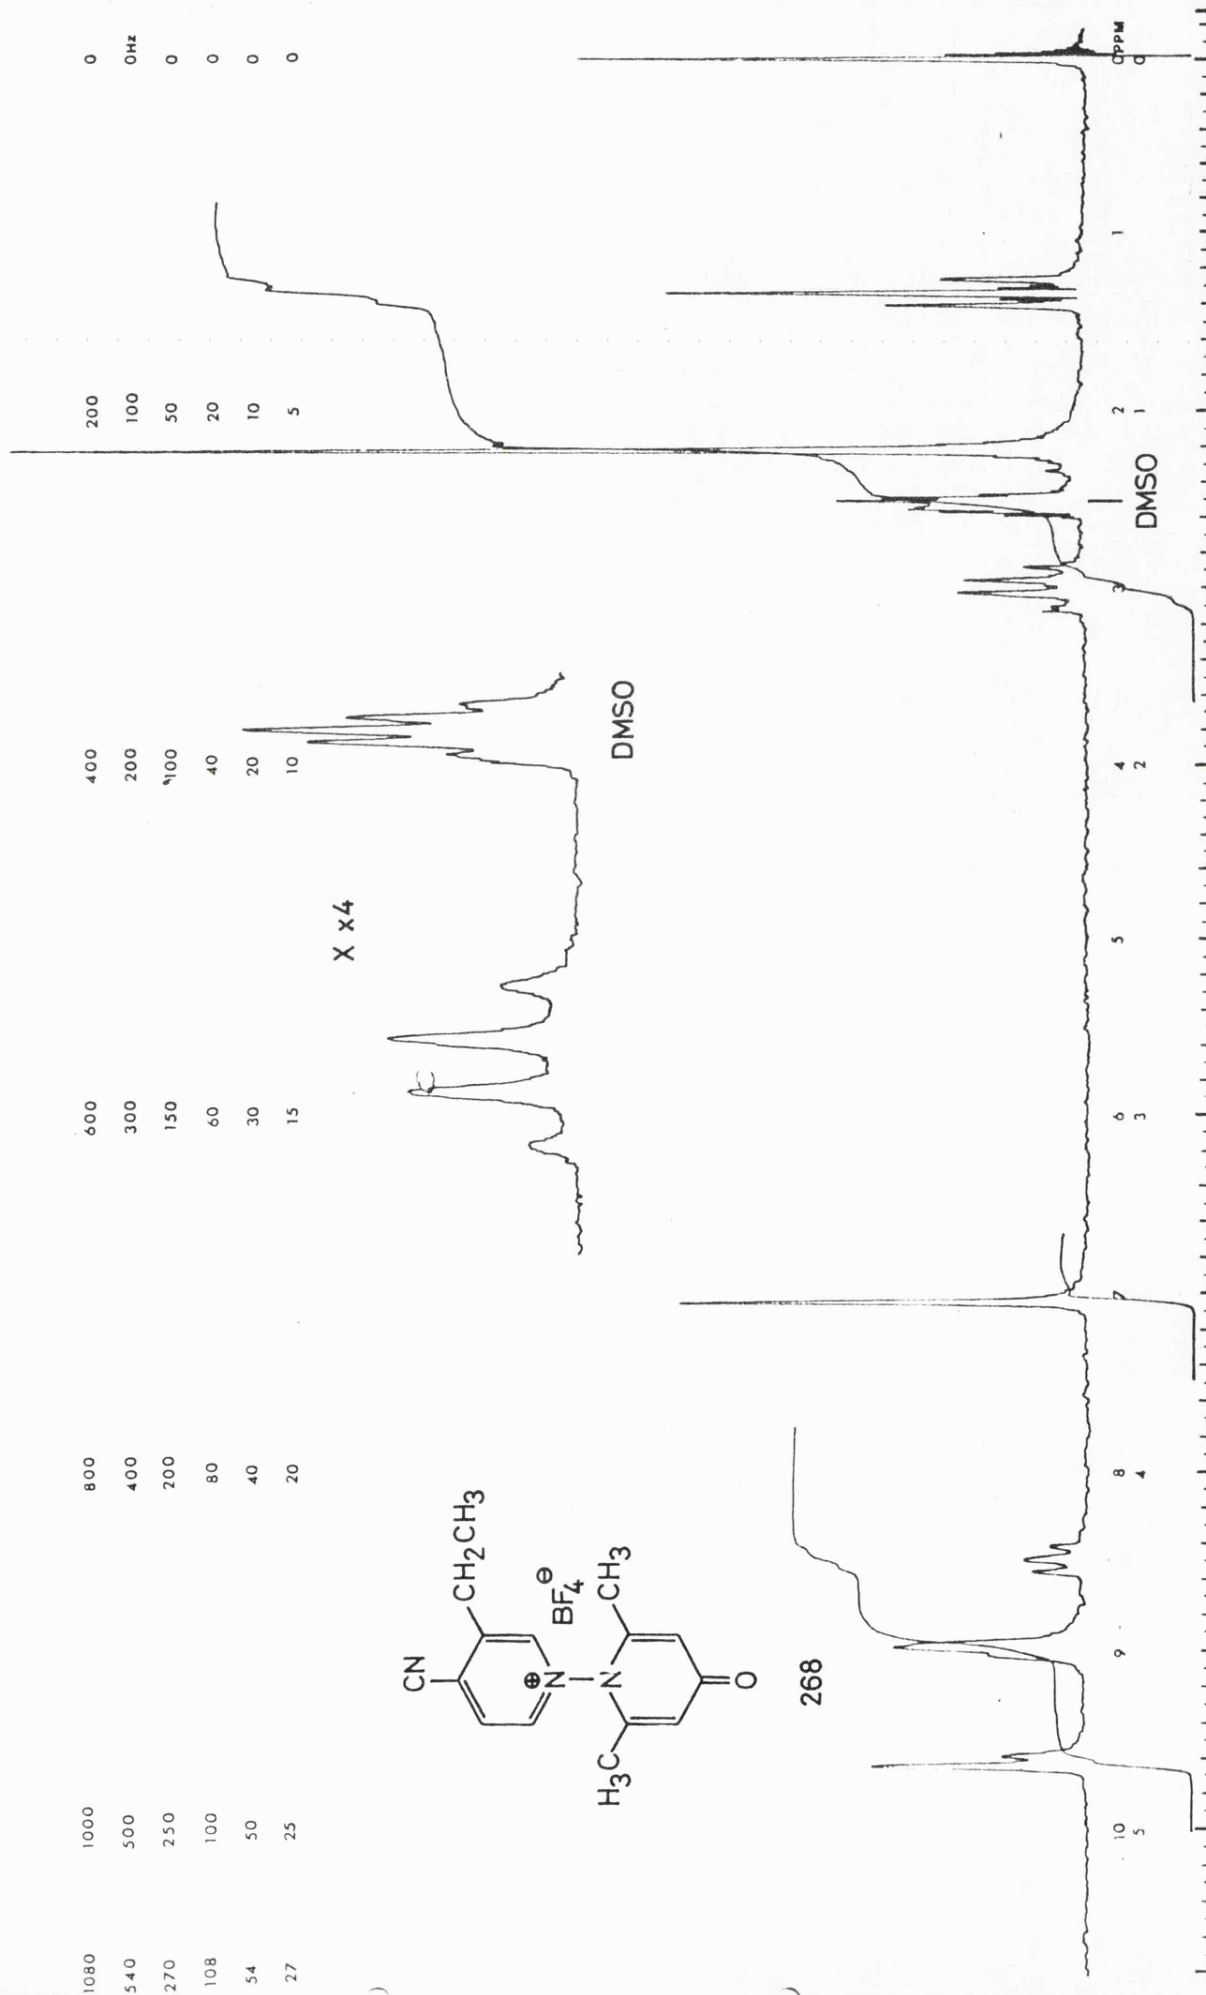 1080 1000 800 600 400 200 0
540 500 400 300 200 100 0Hz
270 250 200 150 100 50 0
108 100 80 60 40 20 0
54 50 40 30 20 10 0
27 25 20 15 10 5 0
X x4
DMSO
CN
CH2CH3
⊕N
BF4⊖
N
H3C
CH3
O
268
DMSO
10 9 8 7 6 5 4 3 2 1 0PPM
5 4 3 2 1 0